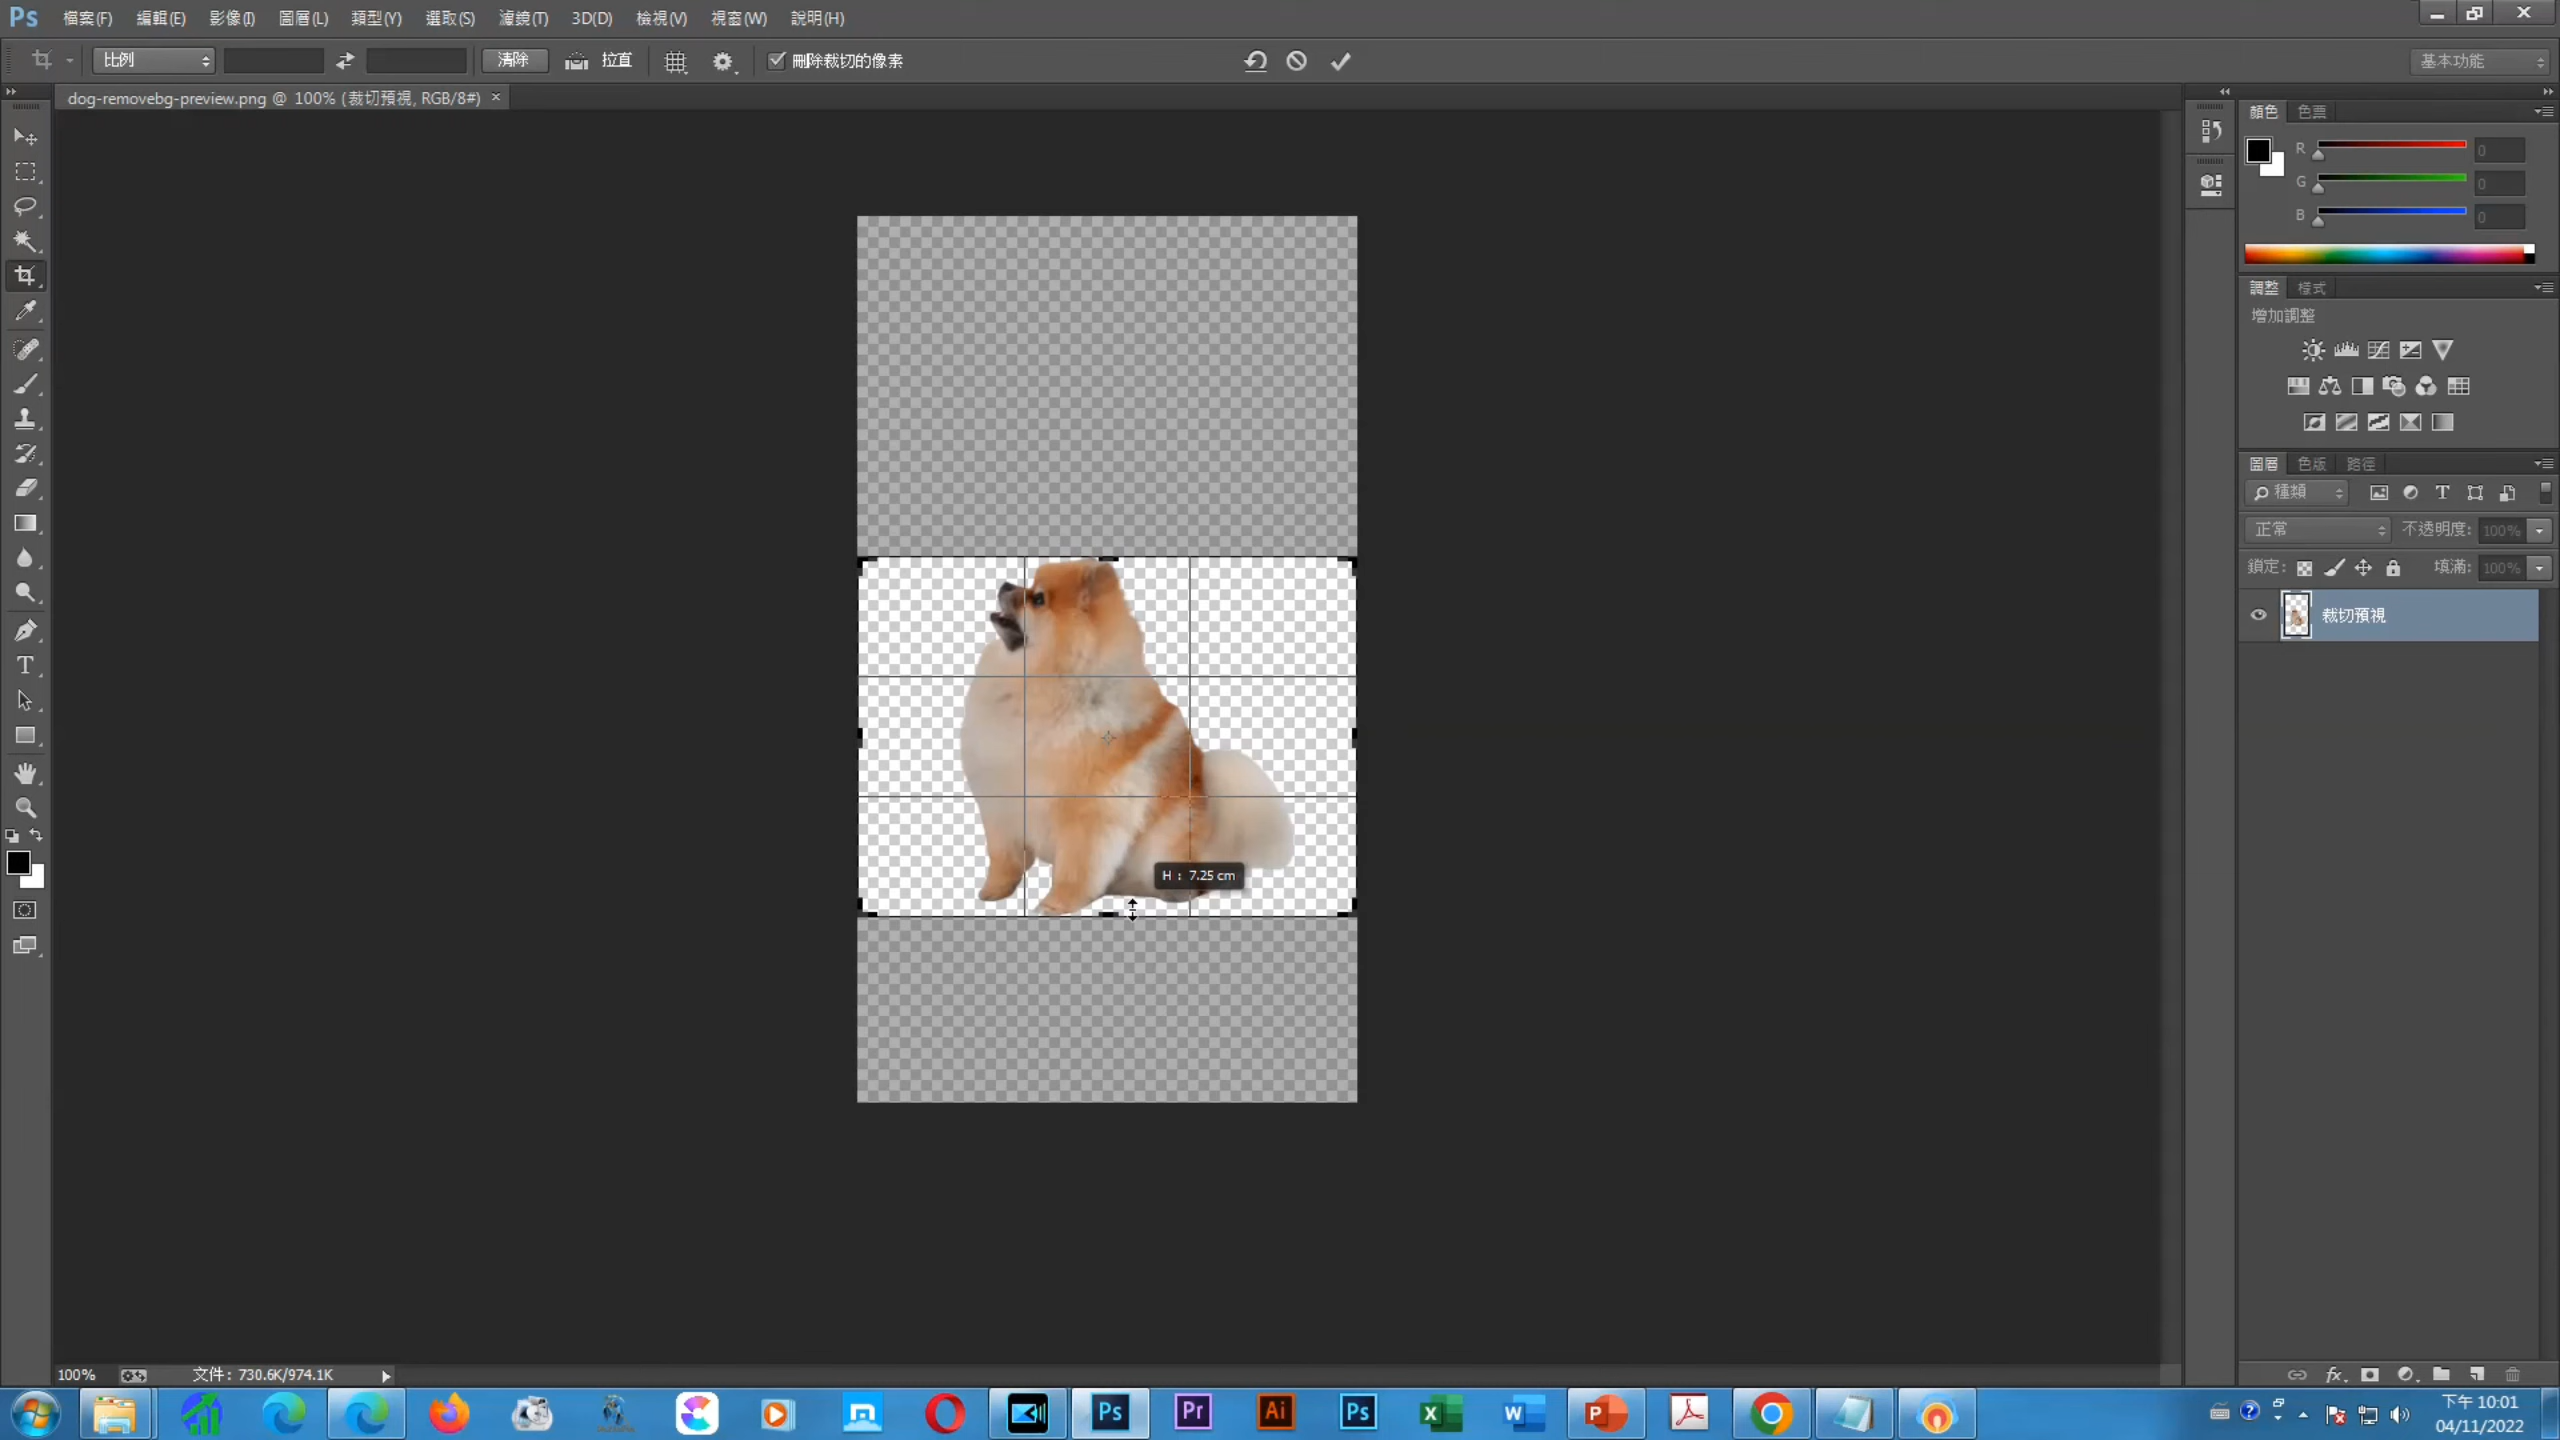 Ps 檔案(F) 編輯(E) 影像(I) 圖層(L) 類型(Y) 選取(S) 濾鏡(T) 3D(D) 檢視(V) 視窗(W) 說明(H)
比例 清除 拉直 刪除裁切的像素 基本功能
dog-removebg-preview.png @ 100% (裁切預視, RGB/8#) ×
顏色 色票
R 0
G 0
B 0
調整 樣式
增加調整
圖層 色版 路徑
種類
正常 不透明度: 100%
鎖定: 填滿: 100%
裁切預視
H： 7.25 cm
T
100% 文件: 730.6K/974.1K
fx
Ps Pr Ai Ps X W P
下午 10:01
04/11/2022